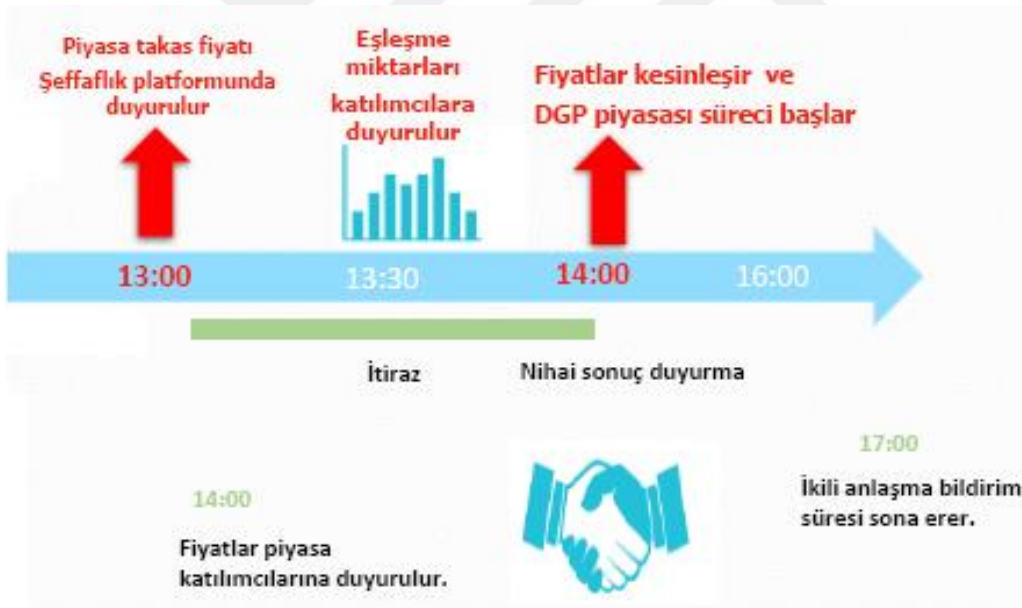 Piyasa takas fiyatı
Şeffaflık platformunda
duyurulur
Eşleşme
miktarları
katılımcılara
duyurulur
Fiyatlar kesinleşir ve
DGP piyasası süreci başlar
13:00
13:30
14:00
16:00
İtiraz
Nihai sonuç duyurma
14:00
Fiyatlar piyasa
katılımcılarına duyurulur.
17:00
İkili anlaşma bildirim
süresi sona erer.